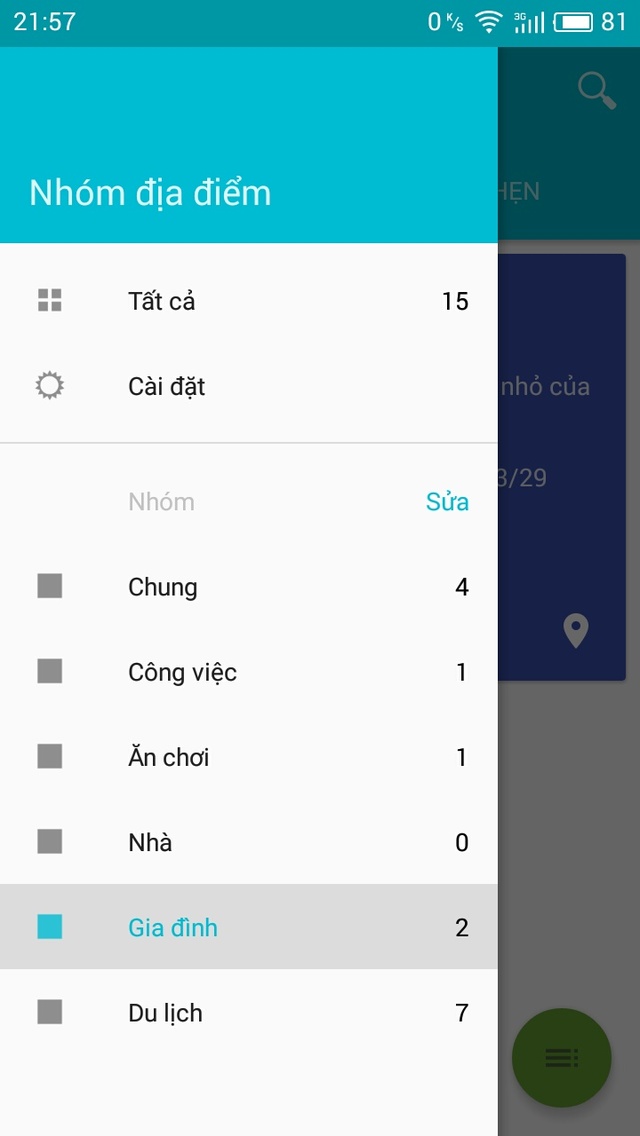 21:57 0 K/s 3G 81
Nhóm địa điểm
HẸN
Tất cả 15
Cài đặt
nhỏ của
3/29
Nhóm Sửa
Chung 4
Công việc 1
Ăn chơi 1
Nhà 0
Gia đình 2
Du lịch 7